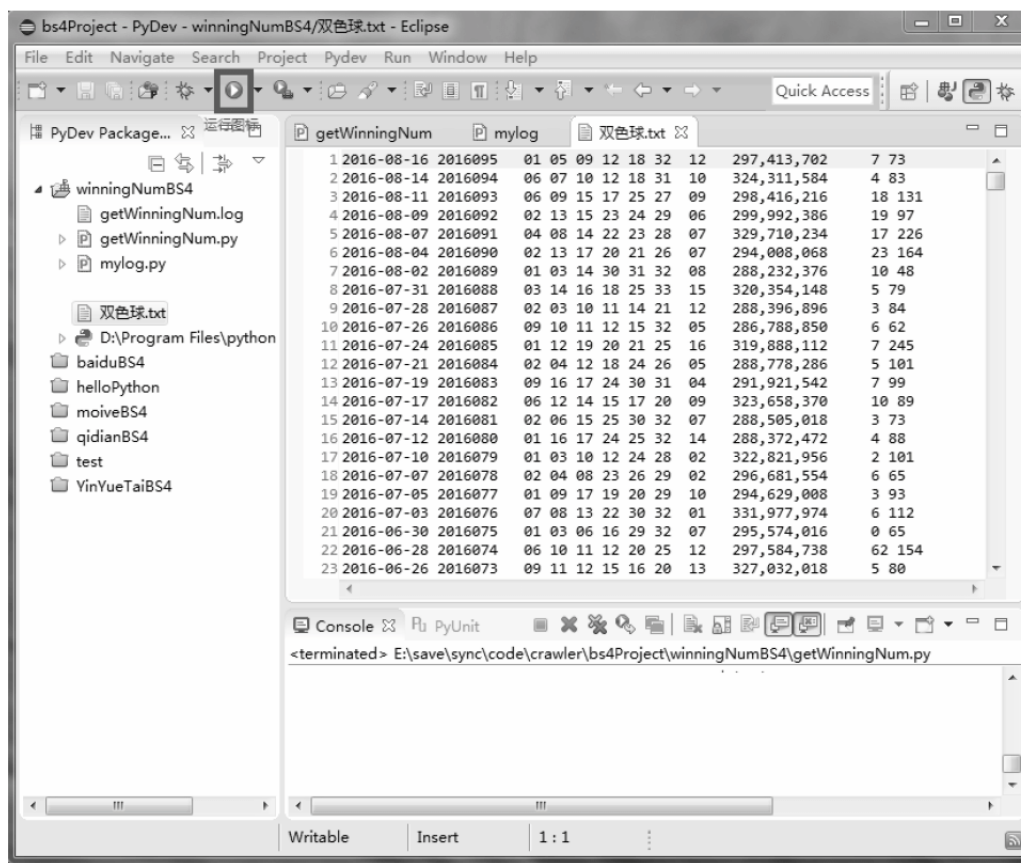 bs4Project - PyDev - winningNumBS4/双色球.txt - Eclipse
File Edit Navigate Search Project Pydev Run Window Help
Quick Access
运行图标
PyDev Package...
winningNumBS4
getWinningNum.log
getWinningNum.py
mylog.py
双色球.txt
D:\Program Files\python
baiduBS4
helloPython
moiveBS4
qidianBS4
test
YinYueTaiBS4
getWinningNum mylog 双色球.txt
1 2016-08-16 2016095 01 05 09 12 18 32 12 297,413,702 7 73
2 2016-08-14 2016094 06 07 10 12 18 31 10 324,311,584 4 83
3 2016-08-11 2016093 06 09 15 17 25 27 09 298,416,216 18 131
4 2016-08-09 2016092 02 13 15 23 24 29 06 299,992,386 19 97
5 2016-08-07 2016091 04 08 14 22 23 28 07 329,710,234 17 226
6 2016-08-04 2016090 02 13 17 20 21 26 07 294,008,068 23 164
7 2016-08-02 2016089 01 03 14 30 31 32 08 288,232,376 10 48
8 2016-07-31 2016088 03 14 16 18 25 33 15 320,354,148 5 79
9 2016-07-28 2016087 02 03 10 11 14 21 12 288,396,896 3 84
10 2016-07-26 2016086 09 10 11 12 15 32 05 286,788,850 6 62
11 2016-07-24 2016085 01 12 19 20 21 25 16 319,888,112 7 245
12 2016-07-21 2016084 02 04 12 18 24 26 05 288,778,286 5 101
13 2016-07-19 2016083 09 16 17 24 30 31 04 291,921,542 7 99
14 2016-07-17 2016082 06 12 14 15 17 20 09 323,658,370 10 89
15 2016-07-14 2016081 02 06 15 25 30 32 07 288,505,018 3 73
16 2016-07-12 2016080 01 16 17 24 25 32 14 288,372,472 4 88
17 2016-07-10 2016079 01 03 10 12 24 28 02 322,821,956 2 101
18 2016-07-07 2016078 02 04 08 23 26 29 02 296,681,554 6 65
19 2016-07-05 2016077 01 09 17 19 20 29 10 294,629,008 3 93
20 2016-07-03 2016076 07 08 13 22 30 32 01 331,977,974 6 112
21 2016-06-30 2016075 01 03 06 16 29 32 07 295,574,016 0 65
22 2016-06-28 2016074 06 10 11 12 20 25 12 297,584,738 62 154
23 2016-06-26 2016073 09 11 12 15 16 20 13 327,032,018 5 80
Console PyUnit
<terminated> E:\save\sync\code\crawler\bs4Project\winningNumBS4\getWinningNum.py
Writable Insert 1 : 1